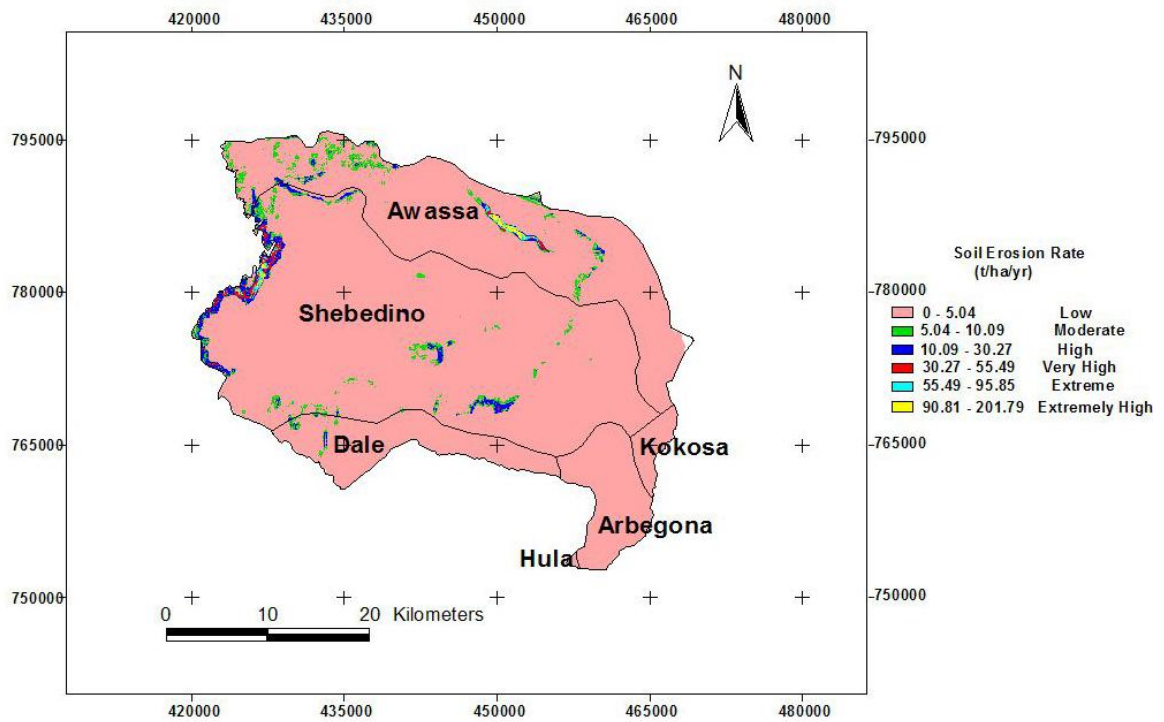 420000 435000 450000 465000 480000
N
795000 795000
Awassa
Soil Erosion Rate
(t/ha/yr)
780000 780000
Shebedino
0 - 5.04 Low
5.04 - 10.09 Moderate
10.09 - 30.27 High
30.27 - 55.49 Very High
55.49 - 95.85 Extreme
90.81 - 201.79 Extremely High
765000 Dale Kokosa 765000
Arbegona
Hula
750000 750000
0 10 20 Kilometers
420000 435000 450000 465000 480000